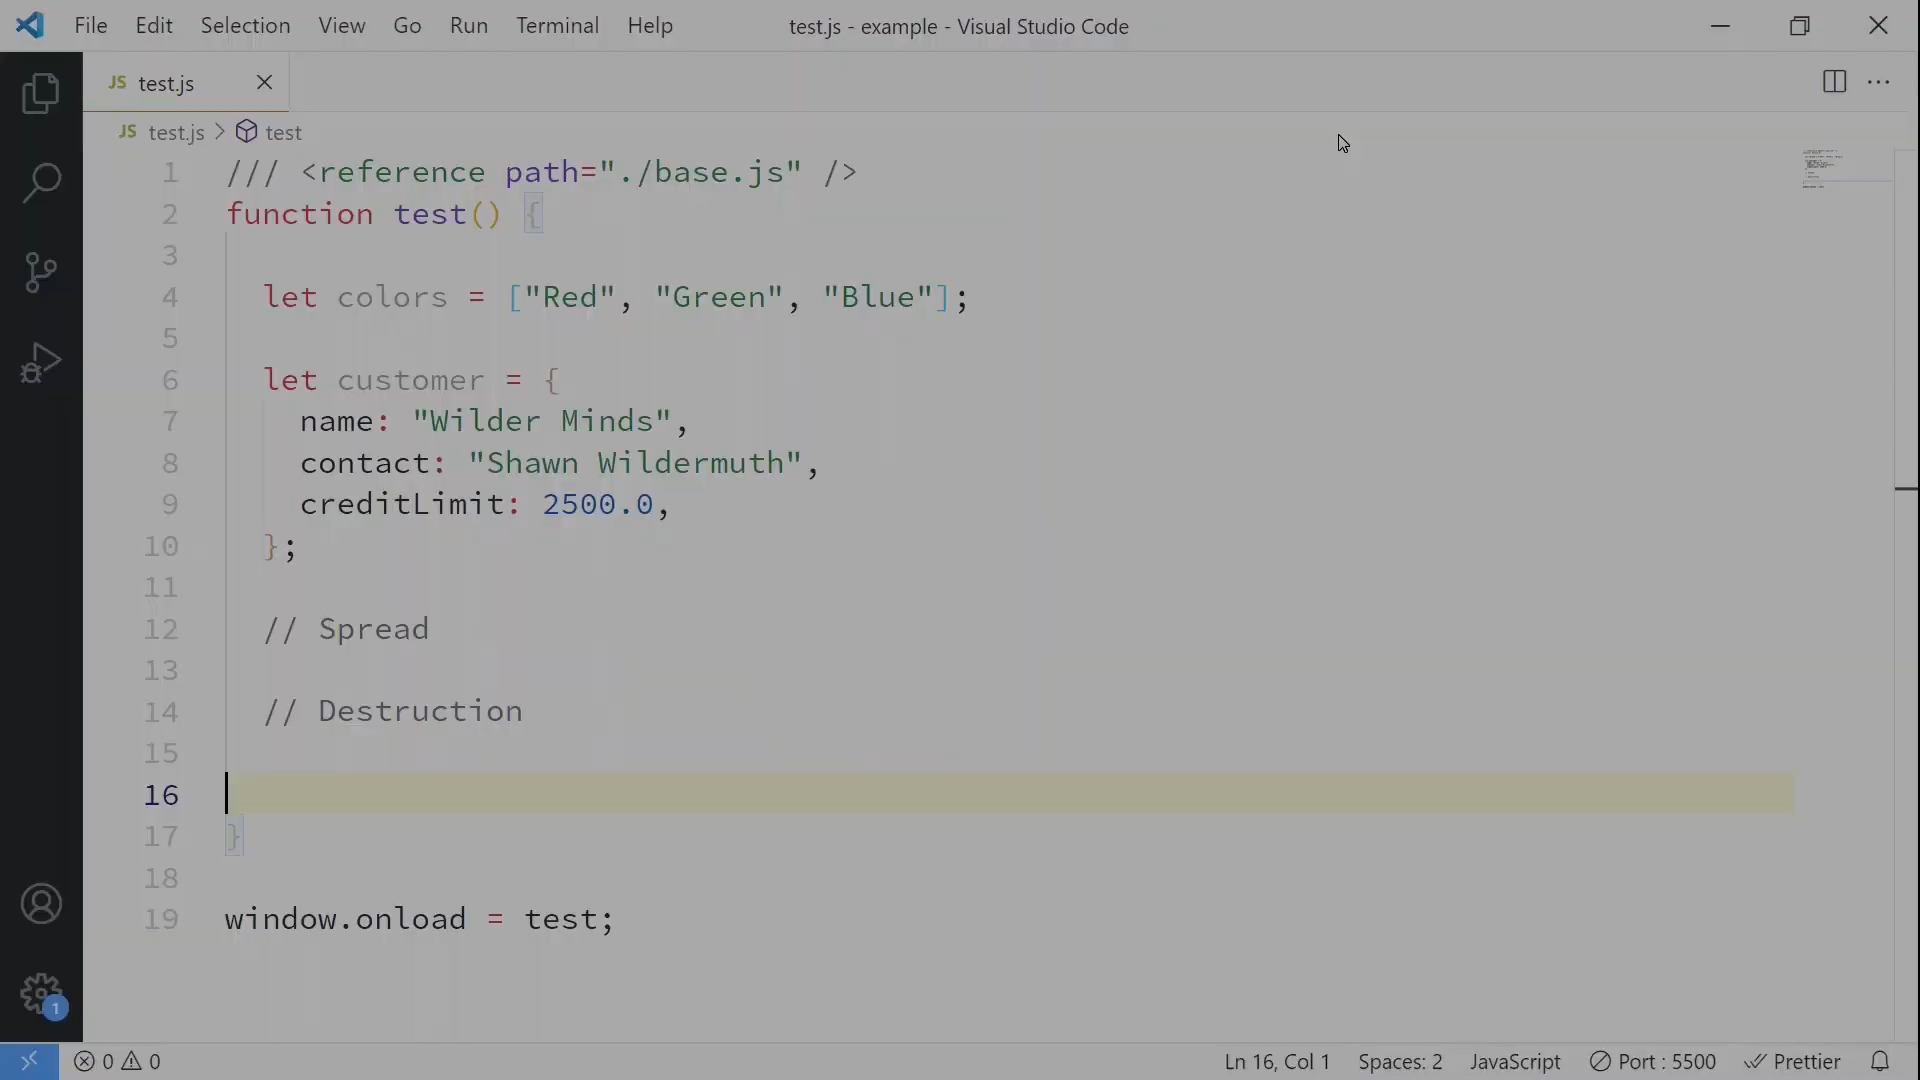 File Edit Selection View Go Run Terminal Help test.js - example - Visual Studio Code
JS test.js
JS test.js > test
1 /// <reference path="./base.js" />
2 function test() {
3
4 let colors = ["Red", "Green", "Blue"];
5
6 let customer = {
7 name: "Wilder Minds",
8 contact: "Shawn Wildermuth",
9 creditLimit: 2500.0,
10 };
11
12 // Spread
13
14 // Destruction
15
16
17 }
18
19 window.onload = test;
1
0 0 Ln 16, Col 1 Spaces: 2 JavaScript Port : 5500 Prettier